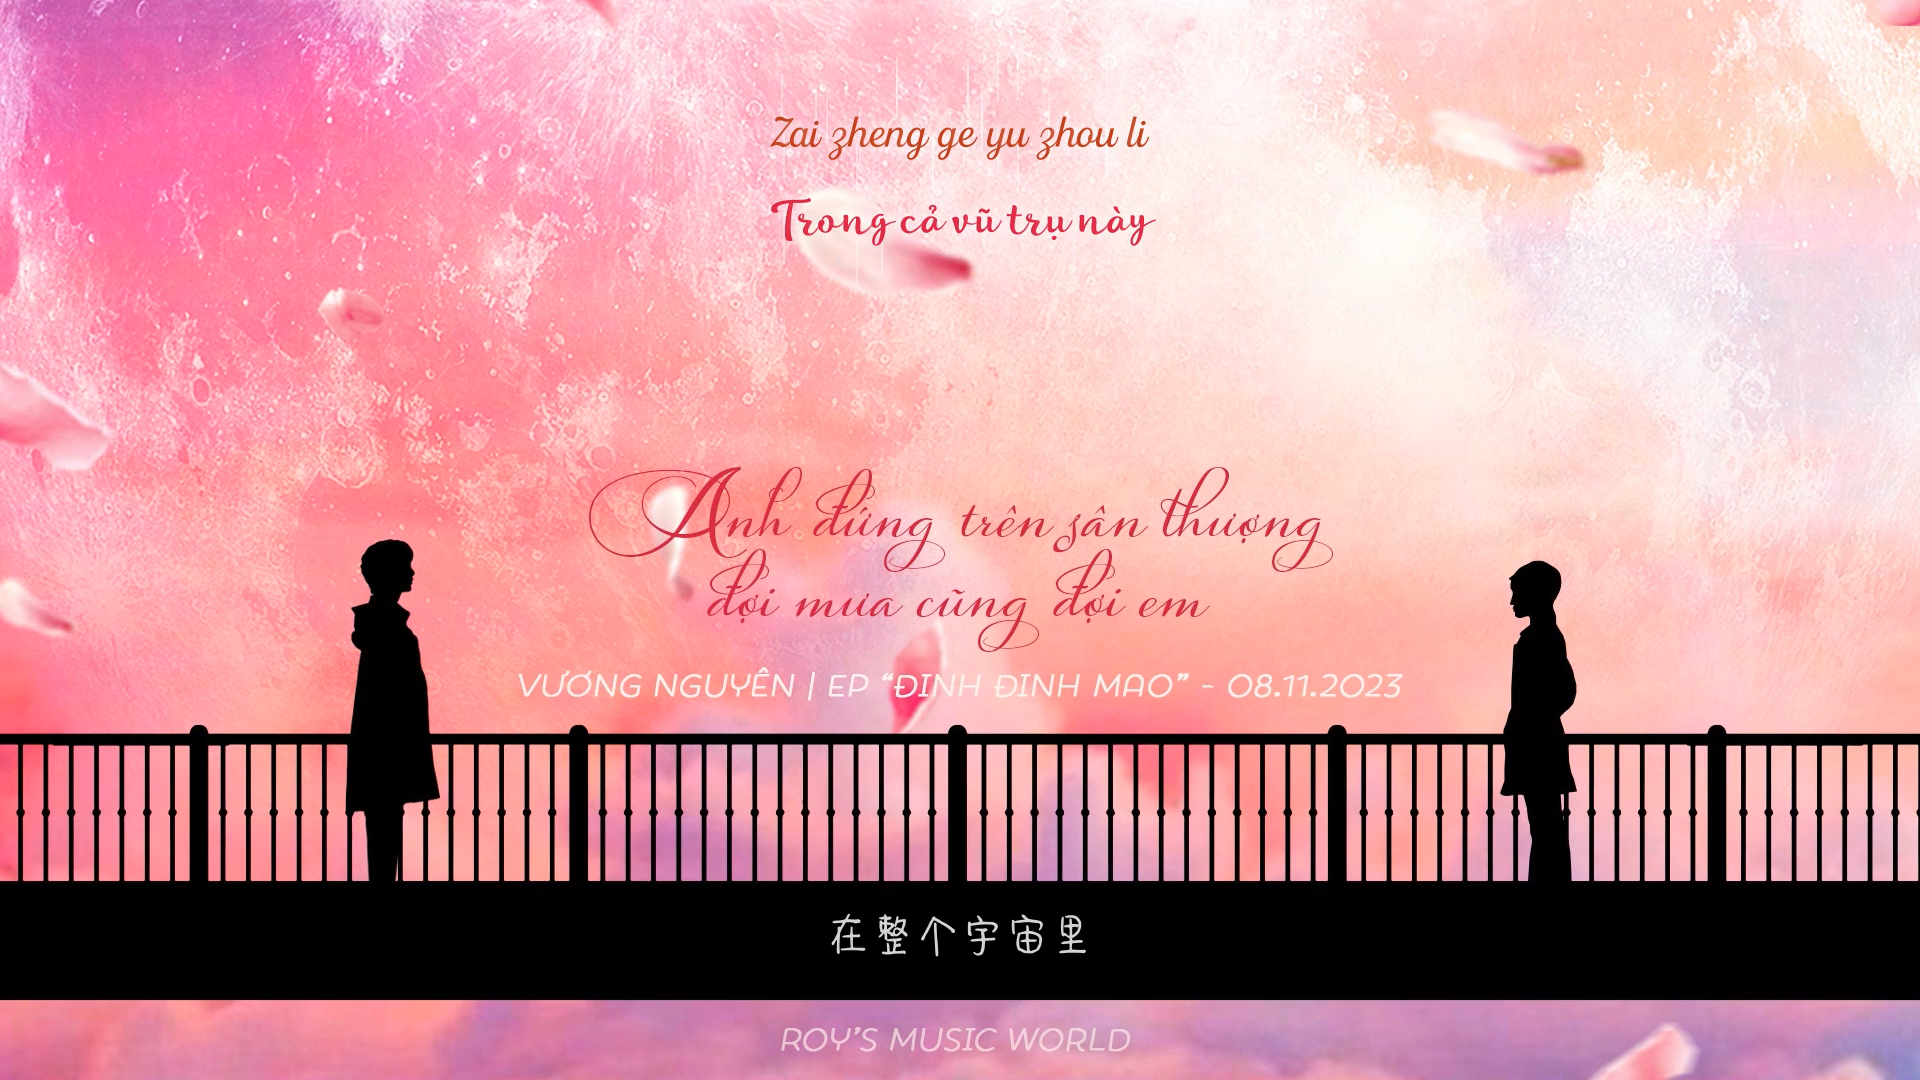 Zai zheng ge yu zhou li
Trong cả vũ trụ này
Anh đứng trên sân thượng
đợi mưa cũng đợi em
VƯƠNG NGUYÊN | EP “ĐINH ĐINH MAO” - 08.11.2023
在整个宇宙里
ROY'S MUSIC WORLD